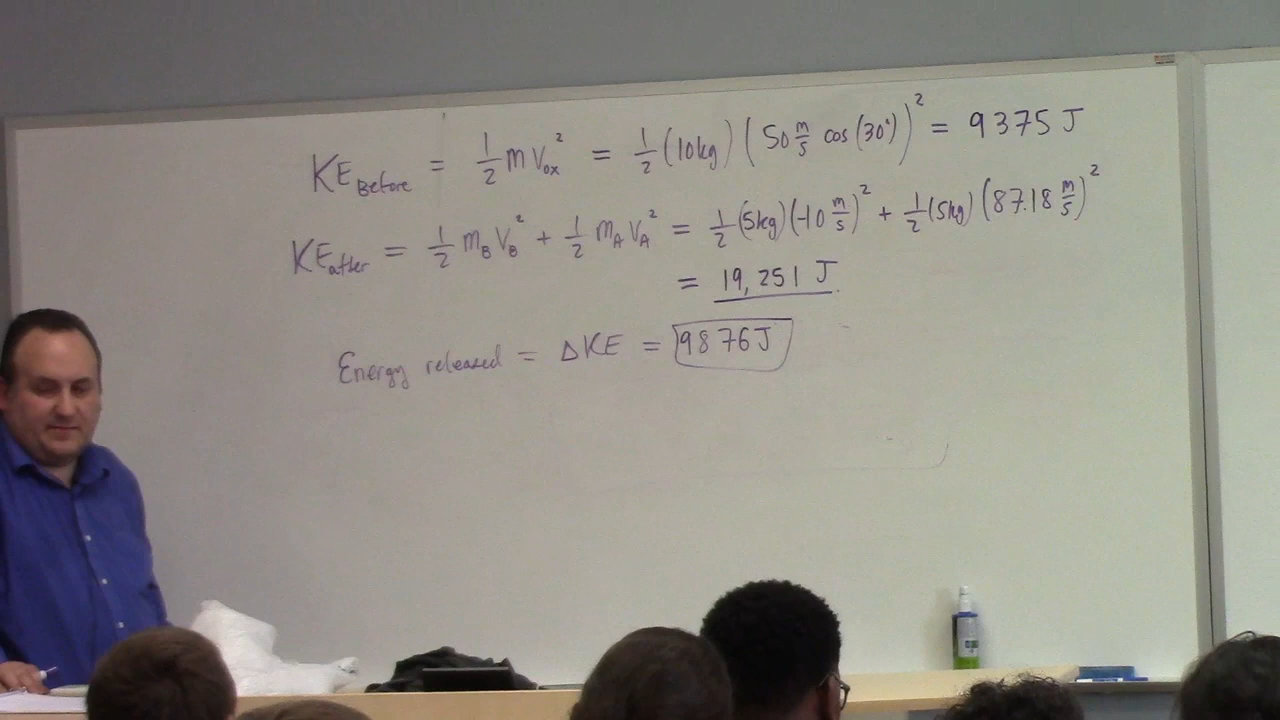 KE_Before = 1/2 m V_ox^2 = 1/2 (10kg) (50 m/s cos(30°))^2 = 9375 J
KE_after = 1/2 m_B V_B^2 + 1/2 m_A V_A^2 = 1/2 (5kg)(-10 m/s)^2 + 1/2 (5kg) (87.18 m/s)^2
= 19,251 J
Energy released = ΔKE = 9876 J